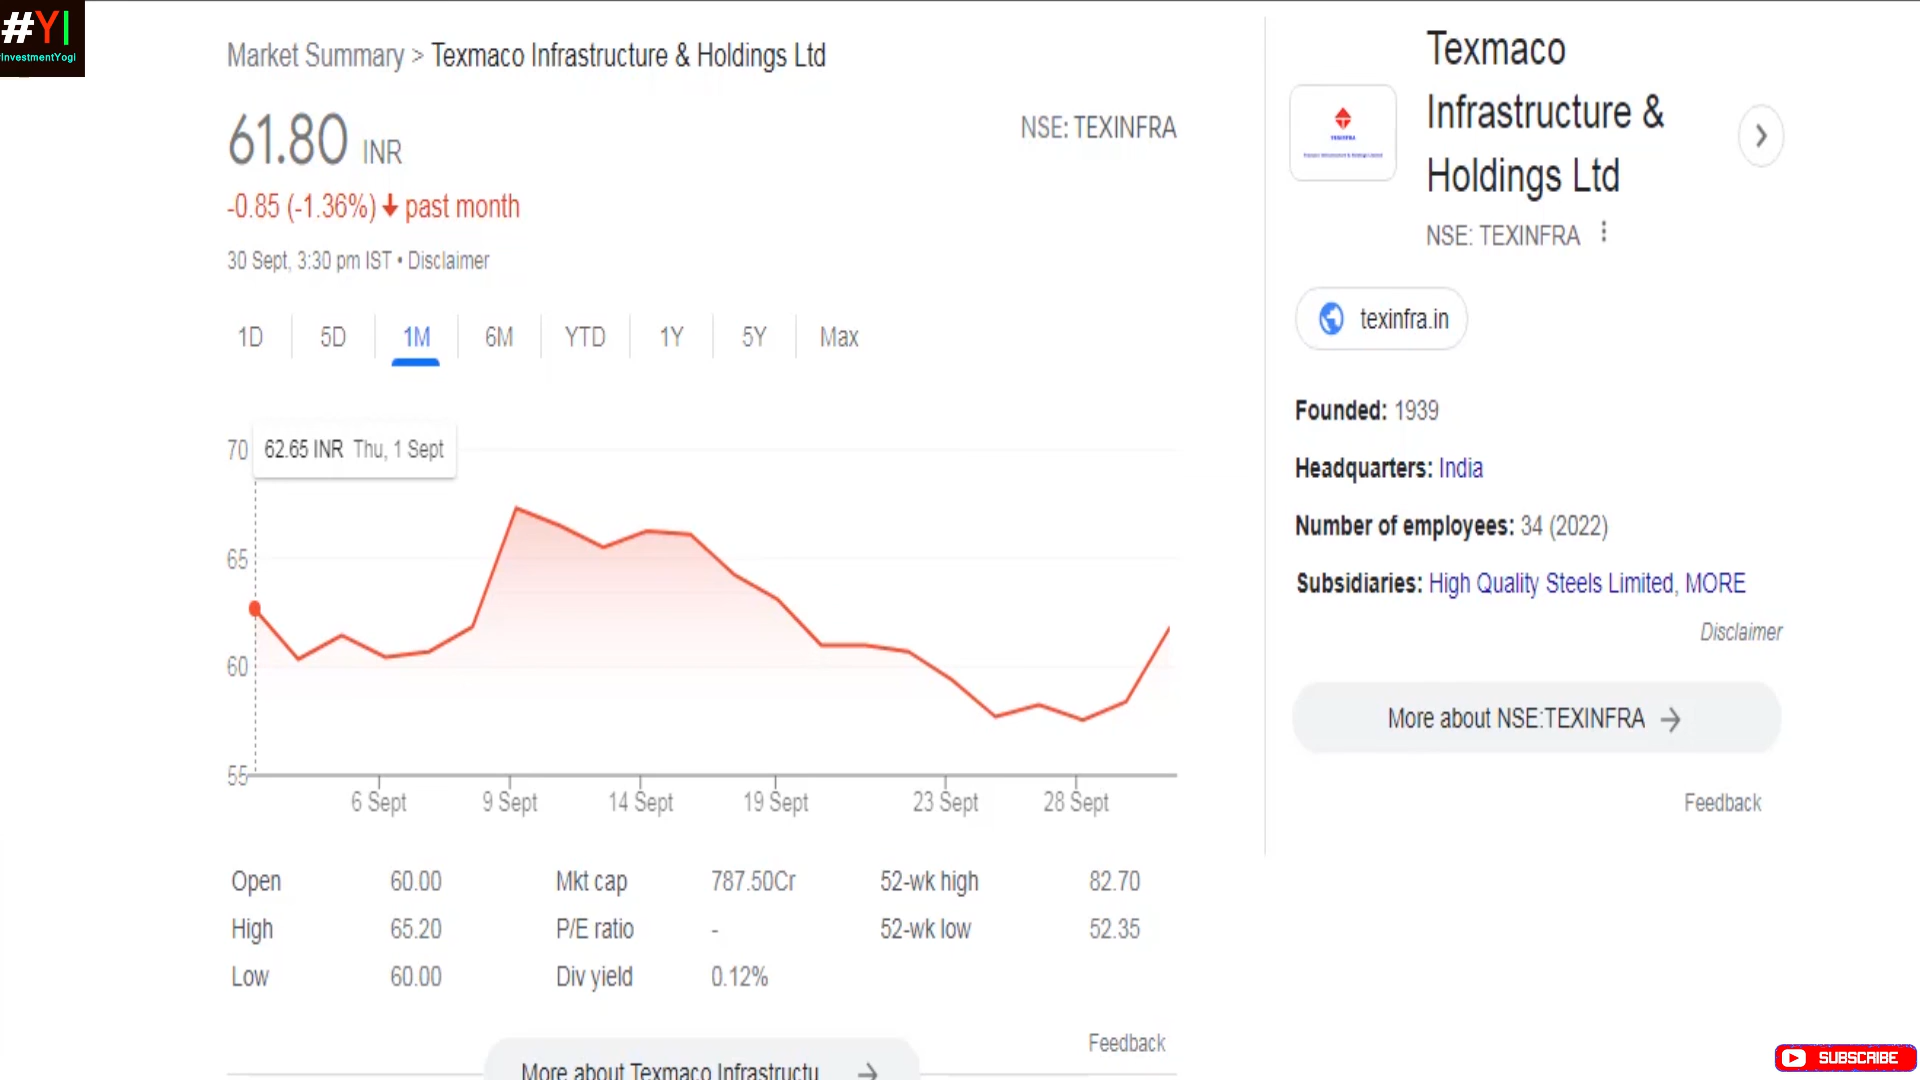 #YI
InvestmentYogi
Market Summary > Texmaco Infrastructure & Holdings Ltd
61.80 INR
NSE: TEXINFRA
-0.85 (-1.36%) ↓ past month
30 Sept, 3:30 pm IST • Disclaimer
1D 5D 1M 6M YTD 1Y 5Y Max
62.65 INR Thu, 1 Sept
70
65
60
55
6 Sept 9 Sept 14 Sept 19 Sept 23 Sept 28 Sept
Open 60.00 Mkt cap 787.50Cr 52-wk high 82.70
High 65.20 P/E ratio - 52-wk low 52.35
Low 60.00 Div yield 0.12%
Feedback
More about Texmaco Infrastructu →
Texmaco
Infrastructure &
Holdings Ltd
NSE: TEXINFRA
TEXINFRA
Texmaco Infrastructure & Holdings Limited
texinfra.in
Founded: 1939
Headquarters: India
Number of employees: 34 (2022)
Subsidiaries: High Quality Steels Limited, MORE
Disclaimer
More about NSE:TEXINFRA →
Feedback
SUBSCRIBE